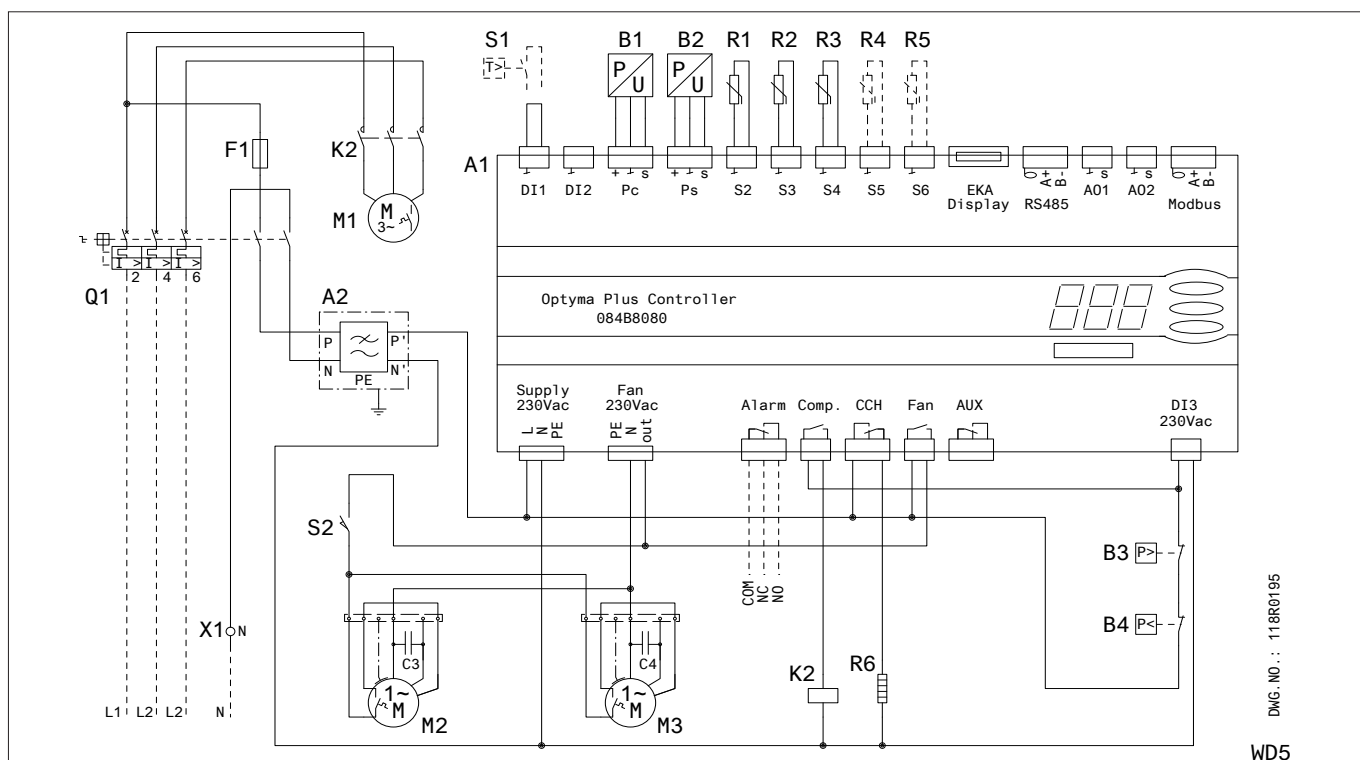 S1 B1 B2 R1 R2 R3 R4 R5
T> P U P U
F1 K2 A1
+ - s + - s
DI1 DI2 Pc Ps S2 S3 S4 S5 S6 EKA Display RS485 A+ B- AO1 s AO2 s Modbus A+ B-
M1 M 3~
I > I > I >
2 4 6
Q1
A2
P P'
N N'
PE
Optyma Plus Controller
084B8080
Supply 230Vac
Fan 230Vac
Alarm Comp. CCH Fan AUX
DI3 230Vac
L N PE
PE N out
S2
B3 P>
B4 P<
COM NC NO
X1 N
C3 C4
K2 R6
1~ M M2
1~ M M3
L1 L2 L2 N
DWG.NO.: 118R0195
WD5